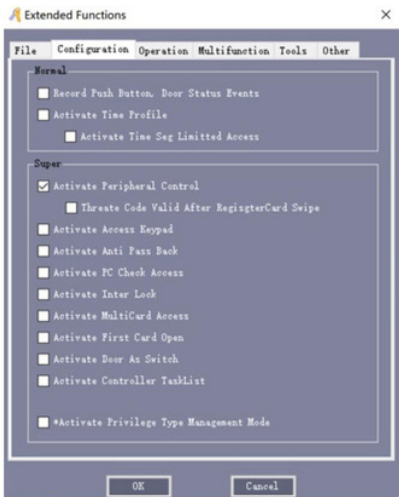 Extended Functions
File Configuration Operation Multifunction Tools Other
Normal
Record Push Button, Door Status Events
Activate Time Profile
Activate Time Seg Limitted Access
Super
Activate Peripheral Control
Threate Code Valid After RegisgterCard Swipe
Activate Access Keypad
Activate Anti Pass Back
Activate PC Check Access
Activate Inter Lock
Activate MultiCard Access
Activate First Card Open
Activate Door As Switch
Activate Controller TaskList
*Activate Privilege Type Management Mode
OK Cancel